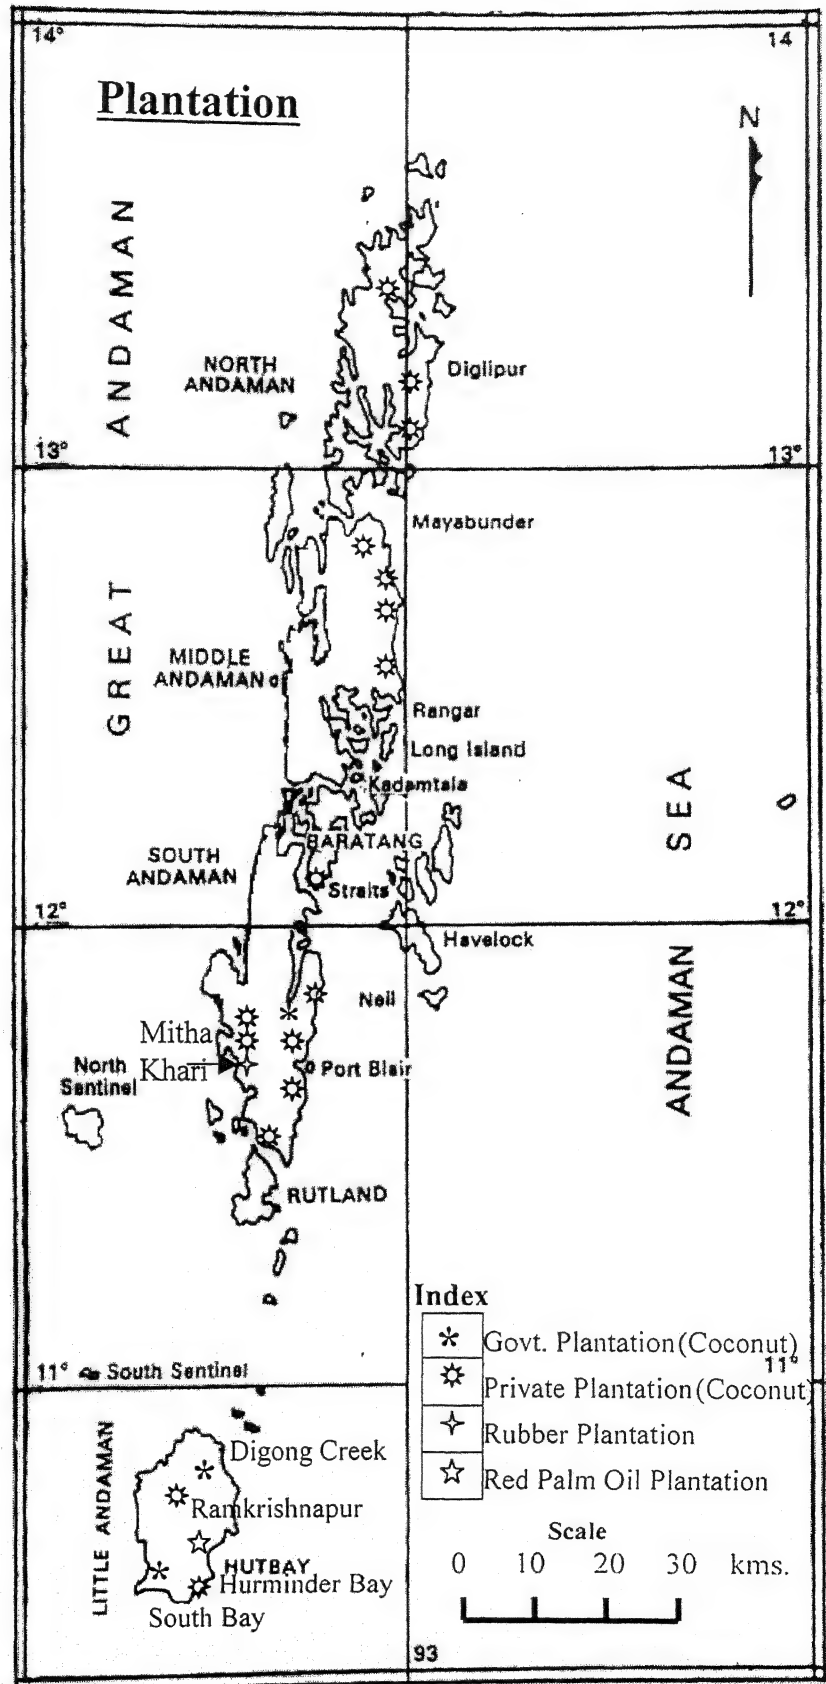 14°
14
Plantation
N
GREAT ANDAMAN
NORTH
ANDAMAN
Diglipur
13°
13°
Mayabunder
MIDDLE
ANDAMAN
Rangar
Long Island
Kadamtala
BARATANG
SOUTH
ANDAMAN
Straits
ANDAMAN SEA
12°
12°
Havelock
Neil
Mitha
Khari
North
Sentinel
Port Blair
RUTLAND
Index
Govt. Plantation (Coconut)
Private Plantation (Coconut)
Rubber Plantation
Red Palm Oil Plantation
11°
South Sentinel
11°
LITTLE ANDAMAN
Digong Creek
Ramkrishnapur
HUTBAY
Hurminder Bay
South Bay
Scale
0 10 20 30 kms.
93